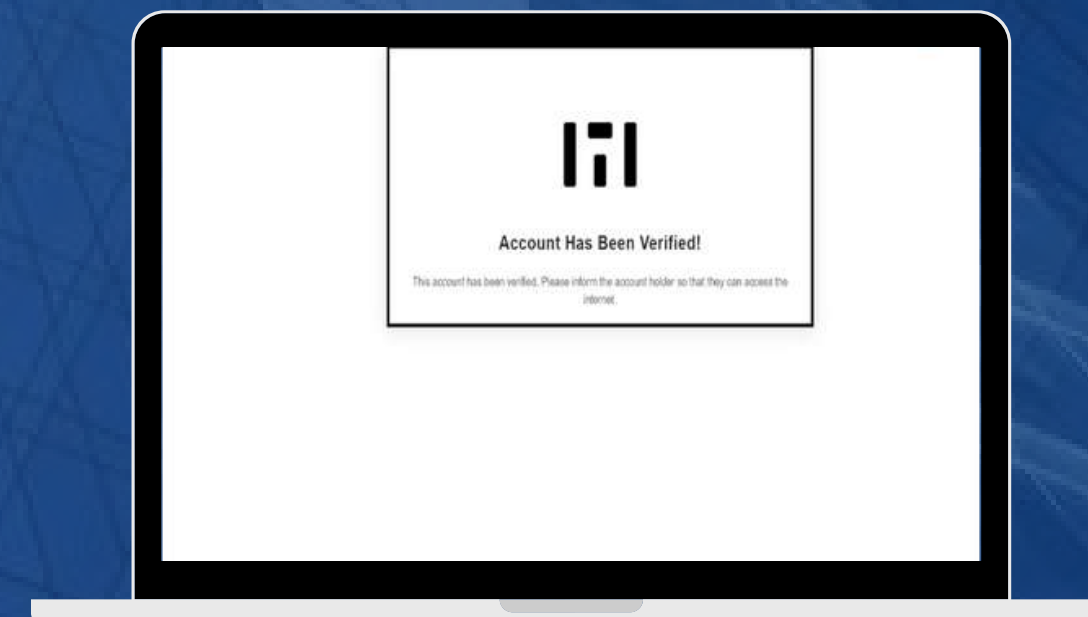 Account Has Been Verified!
This account has been verified. Please inform the account holder so that they can access the
internet.